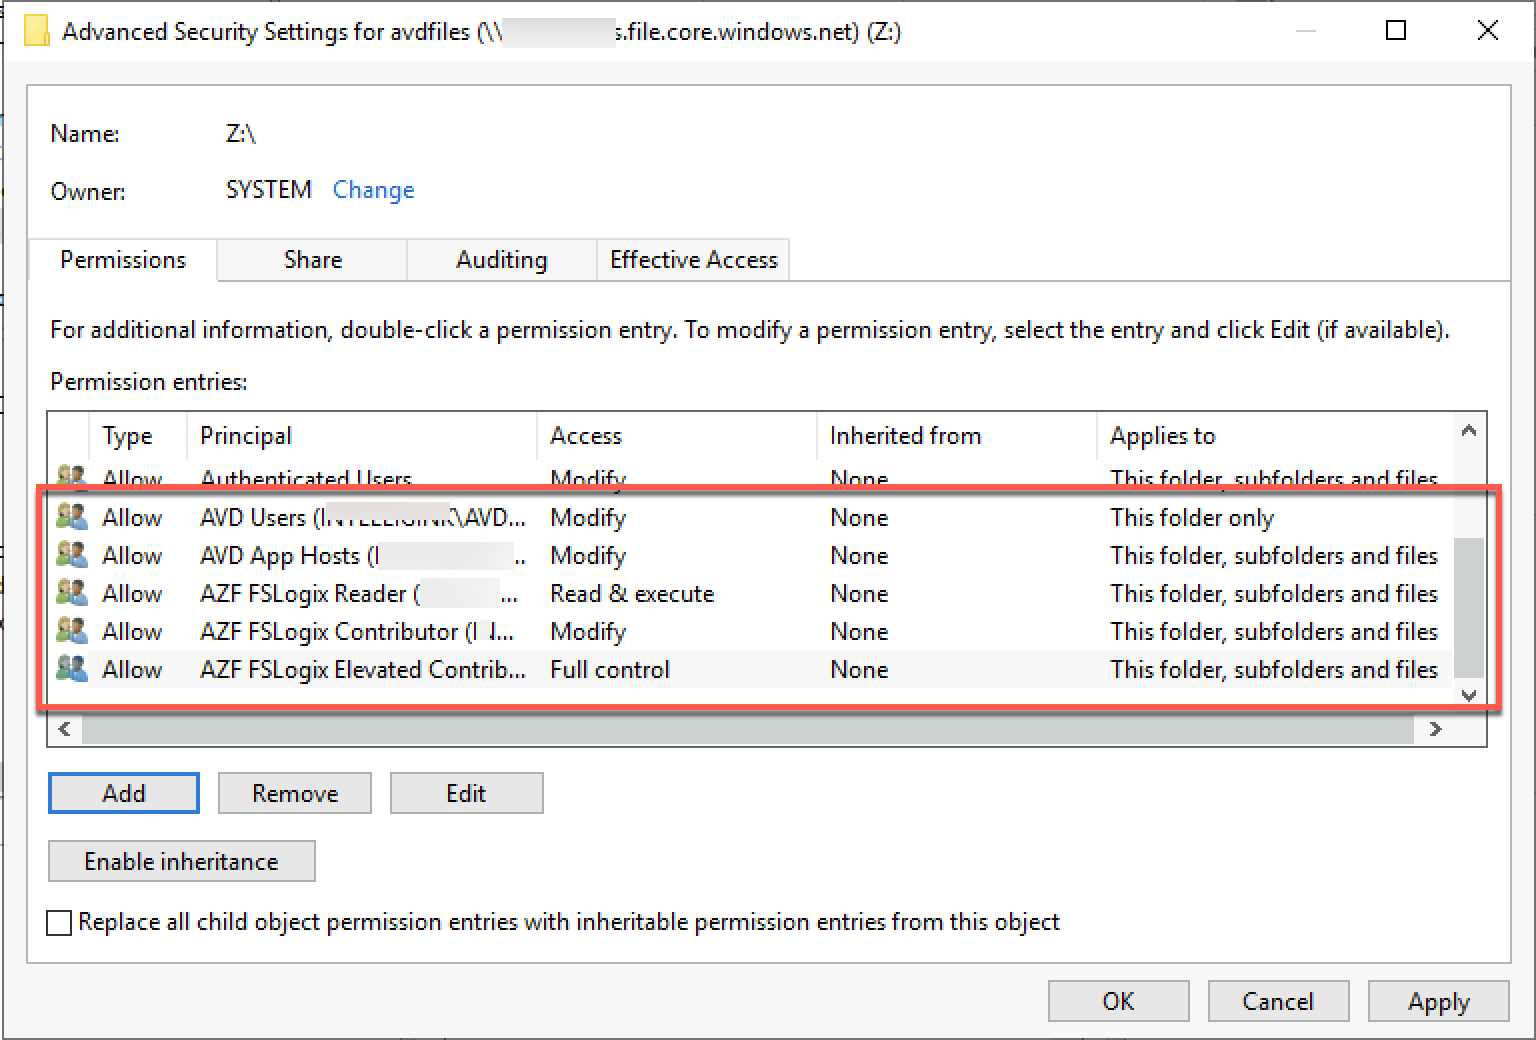 Advanced Security Settings for avdfiles (\\ s.file.core.windows.net) (Z:)
Name: Z:\
Owner: SYSTEM Change
Permissions Share Auditing Effective Access
For additional information, double-click a permission entry. To modify a permission entry, select the entry and click Edit (if available).
Permission entries:
Type Principal Access Inherited from Applies to
Allow Authenticated Users Modify None This folder, subfolders and files
Allow AVD Users ( \AVD... Modify None This folder only
Allow AVD App Hosts ( .. Modify None This folder, subfolders and files
Allow AZF FSLogix Reader ( ... Read & execute None This folder, subfolders and files
Allow AZF FSLogix Contributor ( ... Modify None This folder, subfolders and files
Allow AZF FSLogix Elevated Contrib... Full control None This folder, subfolders and files
Add Remove Edit
Enable inheritance
Replace all child object permission entries with inheritable permission entries from this object
OK Cancel Apply